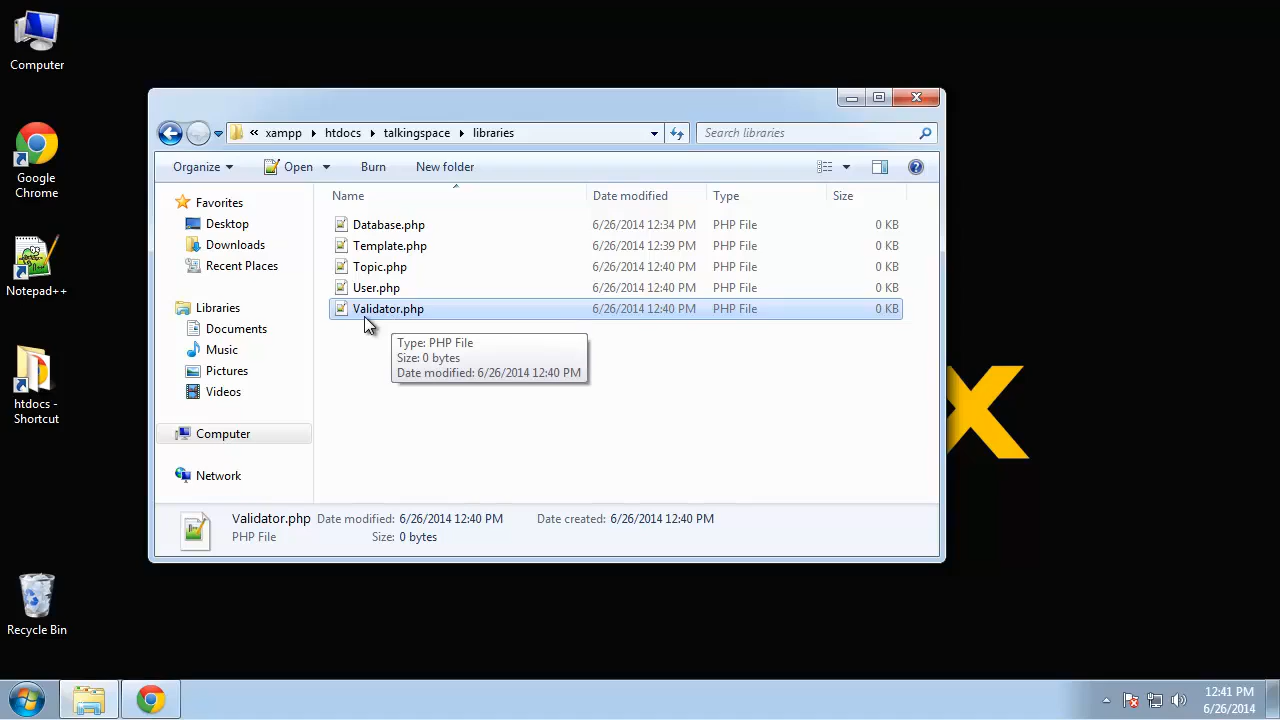 Computer
Google
Chrome
Notepad++
htdocs -
Shortcut
Recycle Bin
« xampp htdocs talkingspace libraries
Search libraries
Organize Open Burn New folder
Favorites
Desktop
Downloads
Recent Places
Libraries
Documents
Music
Pictures
Videos
Computer
Network
Name Date modified Type Size
Database.php 6/26/2014 12:34 PM PHP File 0 KB
Template.php 6/26/2014 12:39 PM PHP File 0 KB
Topic.php 6/26/2014 12:40 PM PHP File 0 KB
User.php 6/26/2014 12:40 PM PHP File 0 KB
Validator.php 6/26/2014 12:40 PM PHP File 0 KB
Type: PHP File
Size: 0 bytes
Date modified: 6/26/2014 12:40 PM
Validator.php Date modified: 6/26/2014 12:40 PM Date created: 6/26/2014 12:40 PM
PHP File Size: 0 bytes
X
12:41 PM
6/26/2014